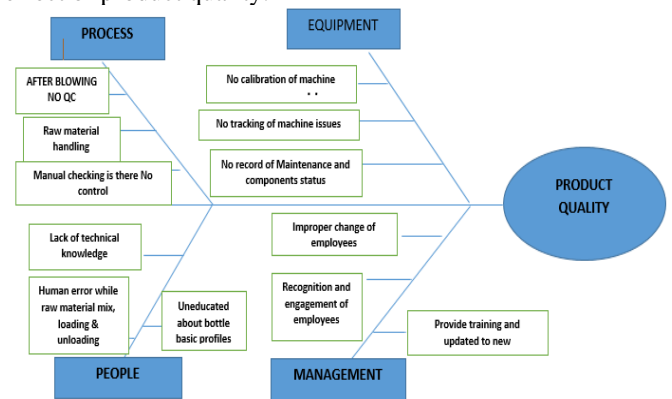 PROCESS
EQUIPMENT
AFTER BLOWING
NO QC
Raw material
handling
Manual checking is there No
control
No calibration of machine
No tracking of machine issues
No record of Maintenance and
components status
PRODUCT
QUALITY
Lack of technical
knowledge
Human error while
raw material mix,
loading &
unloading
Uneducated
about bottle
basic profiles
Improper change of
employees
Recognition and
engagement of
employees
Provide training and
updated to new
PEOPLE
MANAGEMENT